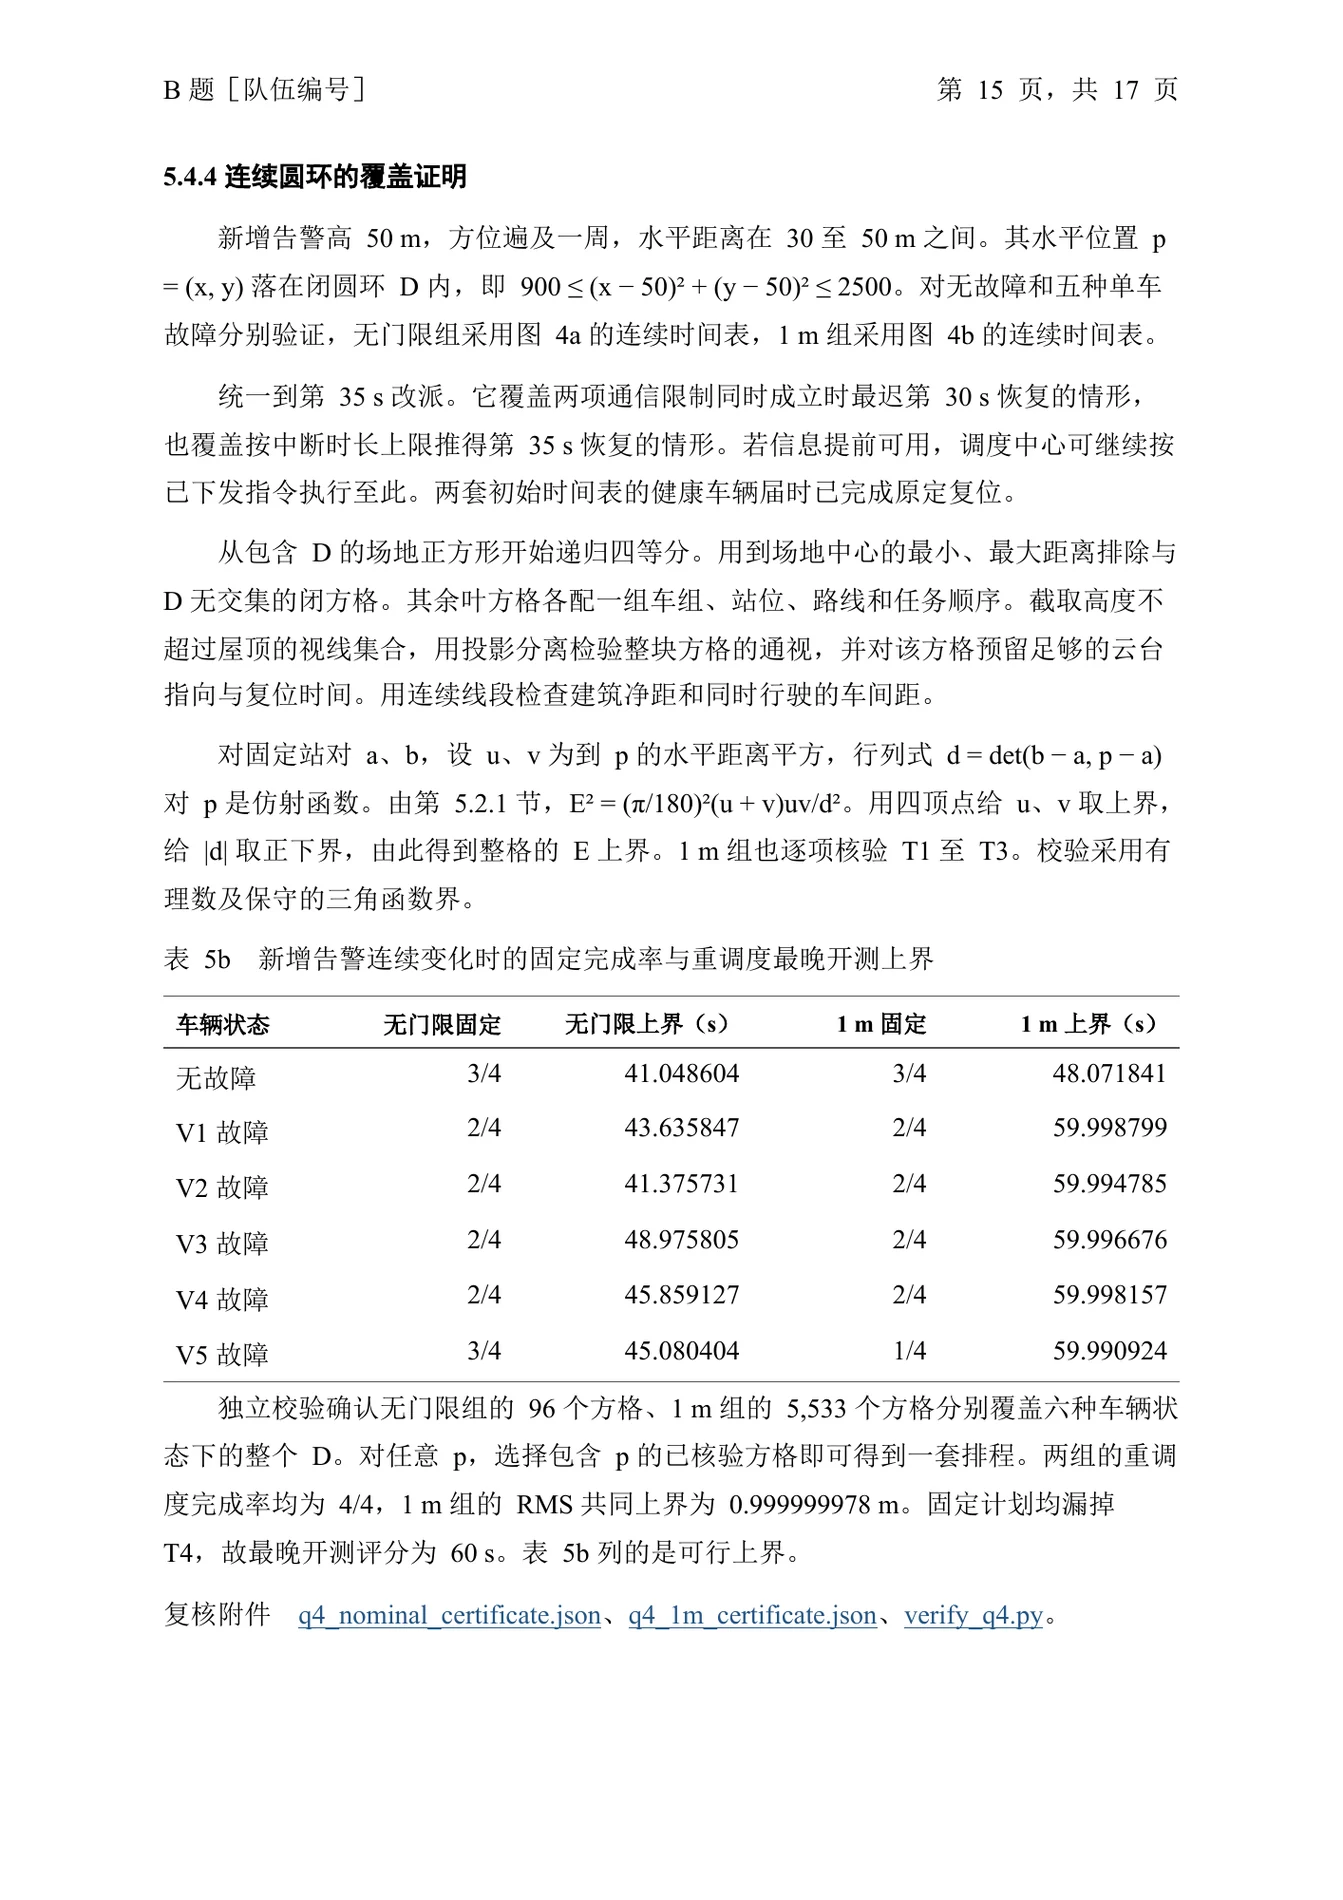 B 题［队伍编号］ 第 15 页，共 17 页
5.4.4 连续圆环的覆盖证明
新增告警高 50 m，方位遍及一周，水平距离在 30 至 50 m 之间。其水平位置 p
= (x, y) 落在闭圆环 D 内，即 900 ≤ (x − 50)² + (y − 50)² ≤ 2500。对无故障和五种单车
故障分别验证，无门限组采用图 4a 的连续时间表，1 m 组采用图 4b 的连续时间表。
统一到第 35 s 改派。它覆盖两项通信限制同时成立时最迟第 30 s 恢复的情形，
也覆盖按中断时长上限推得第 35 s 恢复的情形。若信息提前可用，调度中心可继续按
已下发指令执行至此。两套初始时间表的健康车辆届时已完成原定复位。
从包含 D 的场地正方形开始递归四等分。用到场地中心的最小、最大距离排除与
D 无交集的闭方格。其余叶方格各配一组车组、站位、路线和任务顺序。截取高度不
超过屋顶的视线集合，用投影分离检验整块方格的通视，并对该方格预留足够的云台
指向与复位时间。用连续线段检查建筑净距和同时行驶的车间距。
对固定站对 a、b，设 u、v 为到 p 的水平距离平方，行列式 d = det(b − a, p − a)
对 p 是仿射函数。由第 5.2.1 节，E² = (π/180)²(u + v)uv/d²。用四顶点给 u、v 取上界，
给 |d| 取正下界，由此得到整格的 E 上界。1 m 组也逐项核验 T1 至 T3。校验采用有
理数及保守的三角函数界。
表 5b 新增告警连续变化时的固定完成率与重调度最晚开测上界
车辆状态 无门限固定 无门限上界（s） 1 m 固定 1 m 上界（s）
无故障 3/4 41.048604 3/4 48.071841
V1 故障 2/4 43.635847 2/4 59.998799
V2 故障 2/4 41.375731 2/4 59.994785
V3 故障 2/4 48.975805 2/4 59.996676
V4 故障 2/4 45.859127 2/4 59.998157
V5 故障 3/4 45.080404 1/4 59.990924
独立校验确认无门限组的 96 个方格、1 m 组的 5,533 个方格分别覆盖六种车辆状
态下的整个 D。对任意 p，选择包含 p 的已核验方格即可得到一套排程。两组的重调
度完成率均为 4/4，1 m 组的 RMS 共同上界为 0.999999978 m。固定计划均漏掉
T4，故最晚开测评分为 60 s。表 5b 列的是可行上界。
复核附件 q4_nominal_certificate.json、q4_1m_certificate.json、verify_q4.py。